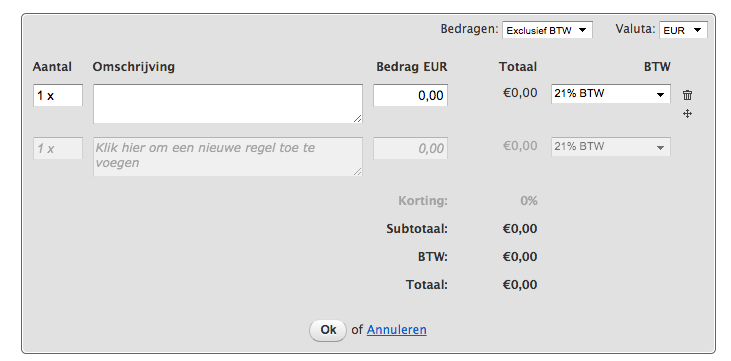 Bedragen: Exclusief BTW Valuta: EUR
Aantal Omschrijving Bedrag EUR Totaal BTW
1 x 0,00 €0,00 21% BTW
1 x Klik hier om een nieuwe regel toe te 0,00 €0,00 21% BTW
voegen
Korting: 0%
Subtotaal: €0,00
BTW: €0,00
Totaal: €0,00
Ok of Annuleren